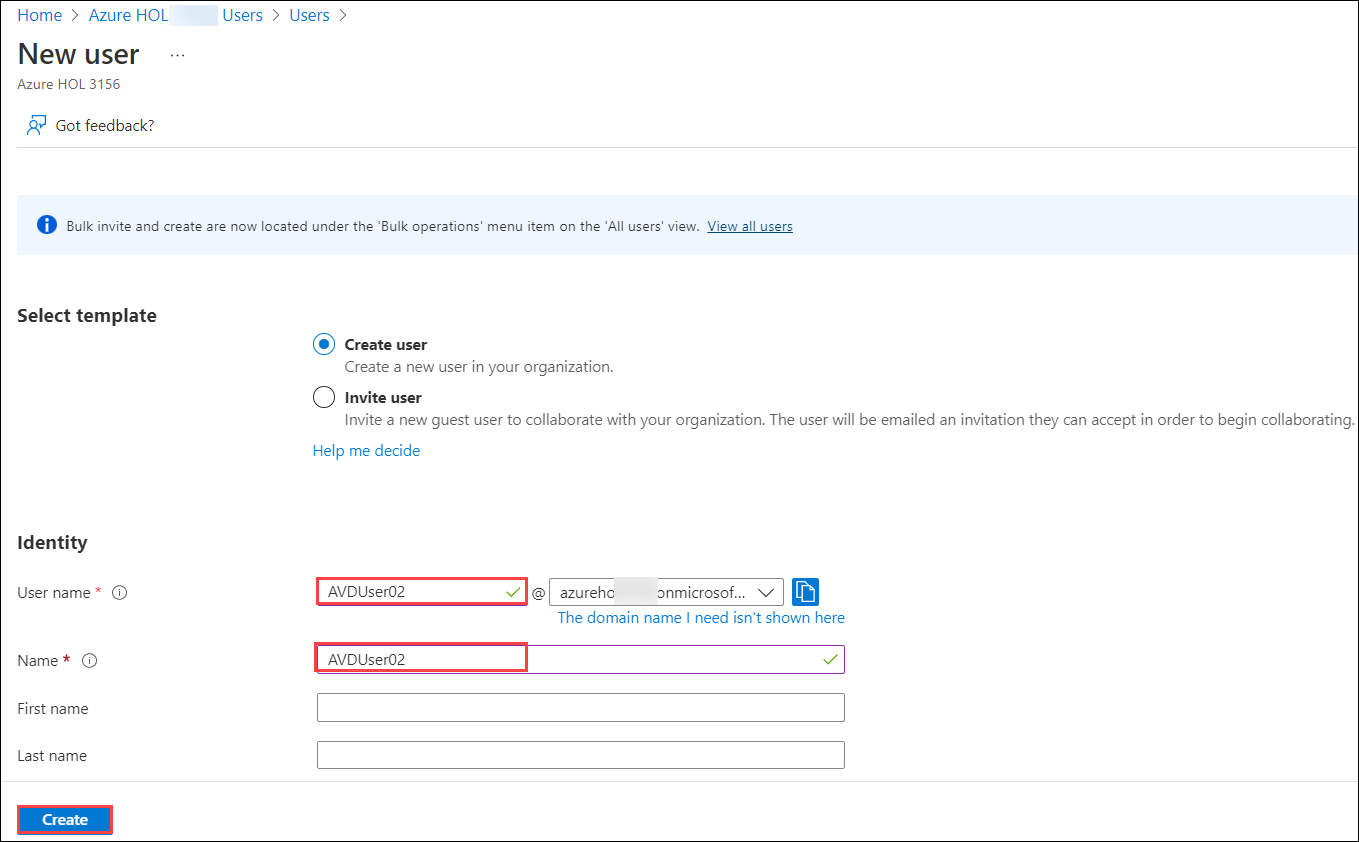 Home > Azure HOL Users > Users >
New user ...
Azure HOL 3156
Got feedback?
Bulk invite and create are now located under the 'Bulk operations' menu item on the 'All users' view. View all users
Select template
Create user
Create a new user in your organization.
Invite user
Invite a new guest user to collaborate with your organization. The user will be emailed an invitation they can accept in order to begin collaborating.
Help me decide
Identity
User name * AVDUser02 @ azureho onmicrosof...
The domain name I need isn't shown here
Name * AVDUser02
First name
Last name
Create